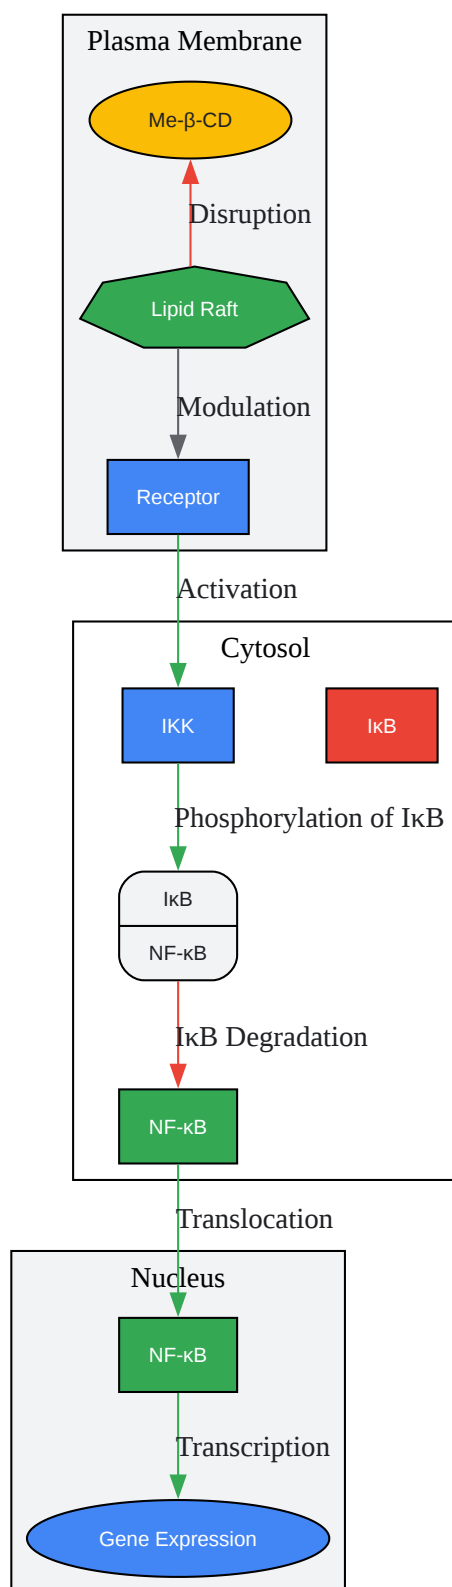 Plasma Membrane
Me-β-CD
Disruption
Lipid Raft
Modulation
Receptor
Activation
Cytosol
IKK
IκB
Phosphorylation of IκB
IκB
NF-κB
IκB Degradation
NF-κB
Translocation
Nucleus
NF-κB
Transcription
Gene Expression